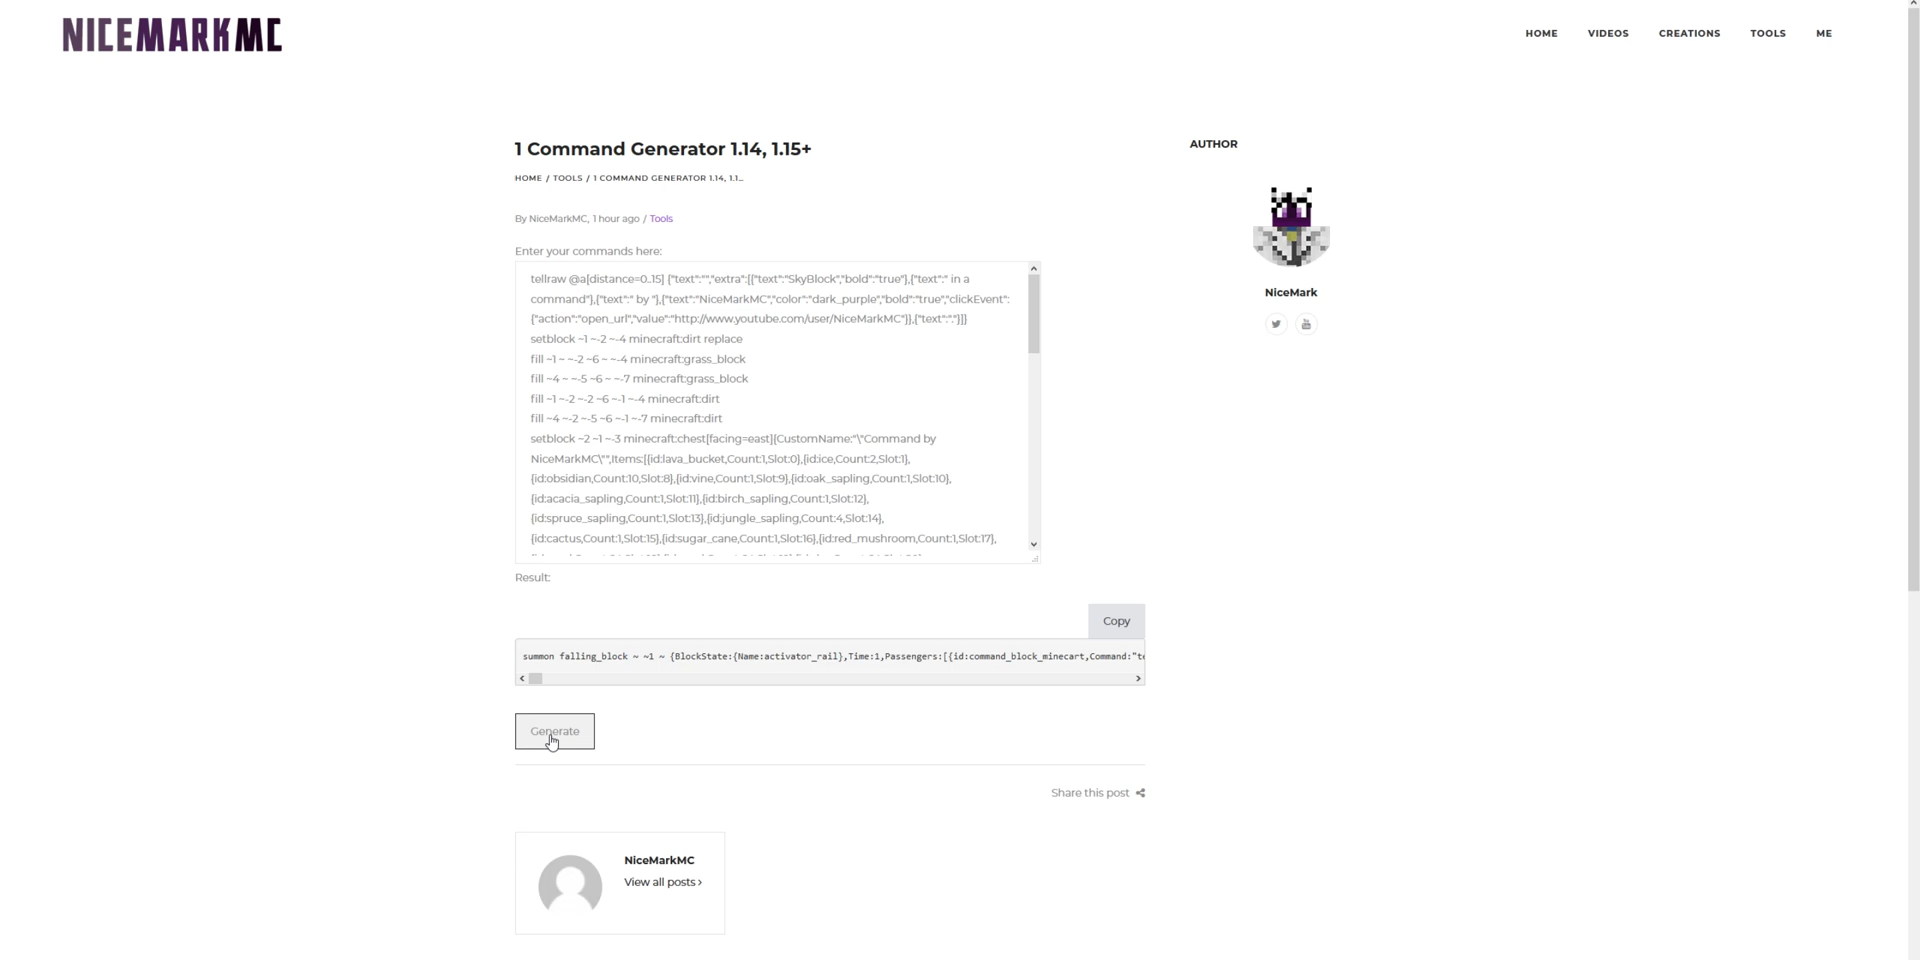 NICEMARKMC
HOME VIDEOS CREATIONS TOOLS ME
1 Command Generator 1.14, 1.15+
HOME / TOOLS / 1 COMMAND GENERATOR 1.14, 1.1...
By NiceMarkMC, 1 hour ago / Tools
Enter your commands here:
tellraw @a[distance=0..15] {"text":"","extra":[{"text":"SkyBlock","bold":"true"},{"text":" in a
command"},{"text":" by "},{"text":"NiceMarkMC","color":"dark_purple","bold":"true","clickEvent":
{"action":"open_url","value":"http://www.youtube.com/user/NiceMarkMC"}},{"text":"."}]}
setblock ~1 ~-2 ~-4 minecraft:dirt replace
fill ~1 ~ ~-2 ~6 ~ ~-4 minecraft:grass_block
fill ~4 ~ ~-5 ~6 ~ ~-7 minecraft:grass_block
fill ~1 ~-2 ~-2 ~6 ~-1 ~-4 minecraft:dirt
fill ~4 ~-2 ~-5 ~6 ~-1 ~-7 minecraft:dirt
setblock ~2 ~1 ~-3 minecraft:chest[facing=east]{CustomName:"\"Command by
NiceMarkMC\"",Items:[{id:lava_bucket,Count:1,Slot:0},{id:ice,Count:2,Slot:1},
{id:obsidian,Count:10,Slot:8},{id:vine,Count:1,Slot:9},{id:oak_sapling,Count:1,Slot:10},
{id:acacia_sapling,Count:1,Slot:11},{id:birch_sapling,Count:1,Slot:12},
{id:spruce_sapling,Count:1,Slot:13},{id:jungle_sapling,Count:4,Slot:14},
{id:cactus,Count:1,Slot:15},{id:sugar_cane,Count:1,Slot:16},{id:red_mushroom,Count:1,Slot:17},
Result:
Copy
summon falling_block ~ ~1 ~ {BlockState:{Name:activator_rail},Time:1,Passengers:[{id:command_block_minecart,Command:"te
Generate
Share this post
NiceMarkMC
View all posts ›
AUTHOR
NiceMark
You